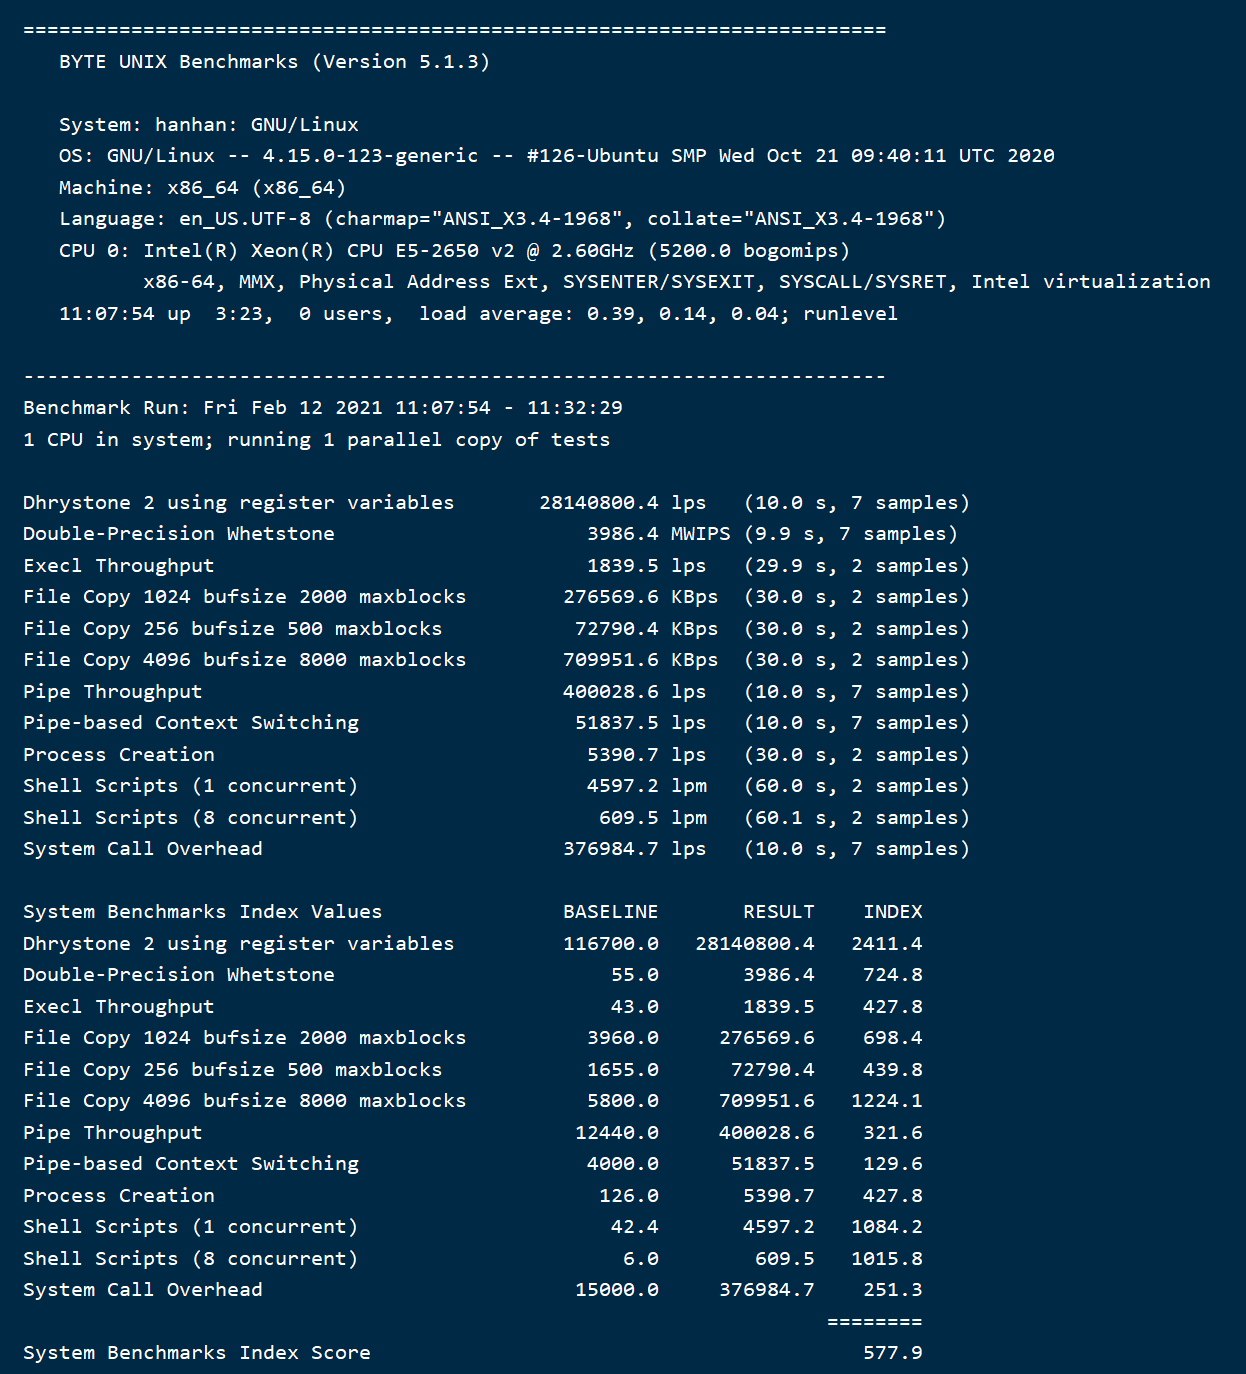 ========================================================================
   BYTE UNIX Benchmarks (Version 5.1.3)

   System: hanhan: GNU/Linux
   OS: GNU/Linux -- 4.15.0-123-generic -- #126-Ubuntu SMP Wed Oct 21 09:40:11 UTC 2020
   Machine: x86_64 (x86_64)
   Language: en_US.UTF-8 (charmap="ANSI_X3.4-1968", collate="ANSI_X3.4-1968")
   CPU 0: Intel(R) Xeon(R) CPU E5-2650 v2 @ 2.60GHz (5200.0 bogomips)
          x86-64, MMX, Physical Address Ext, SYSENTER/SYSEXIT, SYSCALL/SYSRET, Intel virtualization
   11:07:54 up  3:23,  0 users,  load average: 0.39, 0.14, 0.04; runlevel

------------------------------------------------------------------------
Benchmark Run: Fri Feb 12 2021 11:07:54 - 11:32:29
1 CPU in system; running 1 parallel copy of tests

Dhrystone 2 using register variables       28140800.4 lps   (10.0 s, 7 samples)
Double-Precision Whetstone                     3986.4 MWIPS (9.9 s, 7 samples)
Execl Throughput                               1839.5 lps   (29.9 s, 2 samples)
File Copy 1024 bufsize 2000 maxblocks        276569.6 KBps  (30.0 s, 2 samples)
File Copy 256 bufsize 500 maxblocks           72790.4 KBps  (30.0 s, 2 samples)
File Copy 4096 bufsize 8000 maxblocks        709951.6 KBps  (30.0 s, 2 samples)
Pipe Throughput                              400028.6 lps   (10.0 s, 7 samples)
Pipe-based Context Switching                  51837.5 lps   (10.0 s, 7 samples)
Process Creation                               5390.7 lps   (30.0 s, 2 samples)
Shell Scripts (1 concurrent)                   4597.2 lpm   (60.0 s, 2 samples)
Shell Scripts (8 concurrent)                    609.5 lpm   (60.1 s, 2 samples)
System Call Overhead                         376984.7 lps   (10.0 s, 7 samples)

System Benchmarks Index Values               BASELINE       RESULT    INDEX
Dhrystone 2 using register variables         116700.0   28140800.4   2411.4
Double-Precision Whetstone                       55.0       3986.4    724.8
Execl Throughput                                 43.0       1839.5    427.8
File Copy 1024 bufsize 2000 maxblocks          3960.0     276569.6    698.4
File Copy 256 bufsize 500 maxblocks            1655.0      72790.4    439.8
File Copy 4096 bufsize 8000 maxblocks          5800.0     709951.6   1224.1
Pipe Throughput                               12440.0     400028.6    321.6
Pipe-based Context Switching                   4000.0      51837.5    129.6
Process Creation                                126.0       5390.7    427.8
Shell Scripts (1 concurrent)                     42.4       4597.2   1084.2
Shell Scripts (8 concurrent)                      6.0        609.5   1015.8
System Call Overhead                          15000.0     376984.7    251.3
                                                                   ========
System Benchmarks Index Score                                         577.9